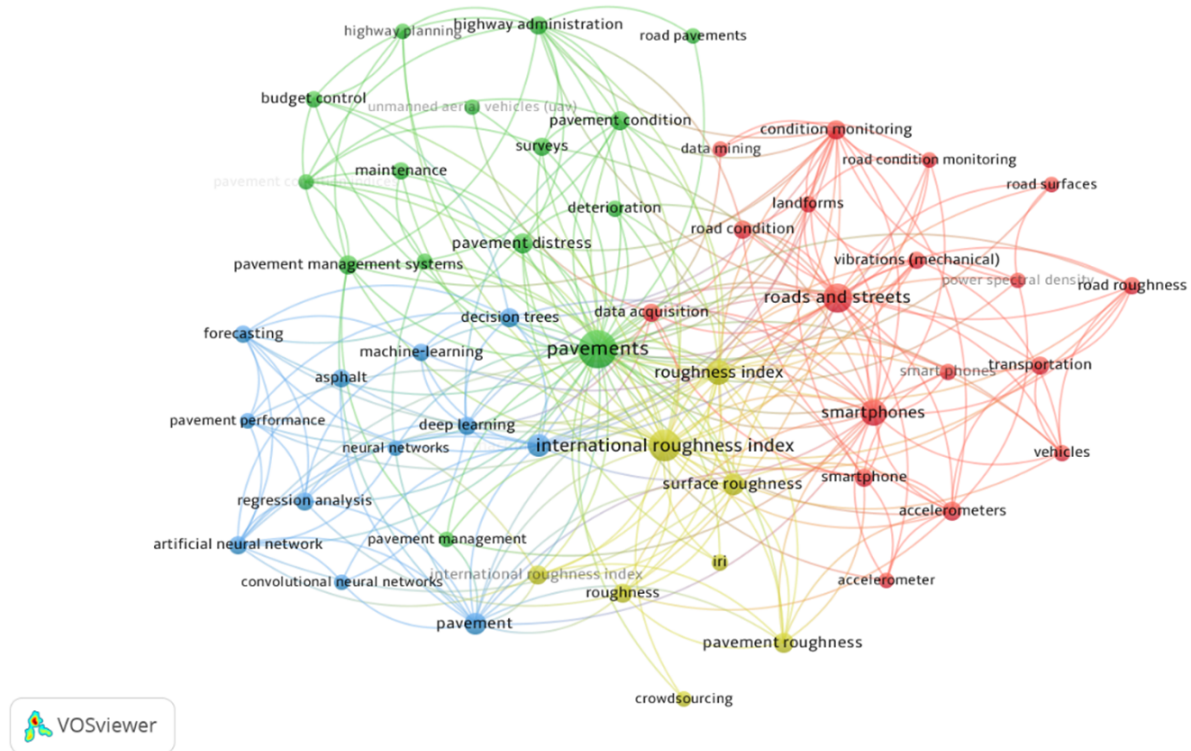 highway planning
highway administration
road pavements
budget control
unmanned aerial vehicles (uav)
pavement condition
surveys
condition monitoring
data mining
road condition monitoring
maintenance
road surfaces
landforms
deterioration
road condition
pavement distress
pavement management systems
vibrations (mechanical)
power spectral density
road roughness
roads and streets
data acquisition
decision trees
forecasting
pavements
machine-learning
roughness index
smart phones
transportation
asphalt
smartphones
pavement performance
deep learning
neural networks
international roughness index
vehicles
surface roughness
smartphone
regression analysis
accelerometers
artificial neural network
pavement management
iri
international roughness index
convolutional neural networks
roughness
accelerometer
pavement
pavement roughness
crowdsourcing
VOSviewer